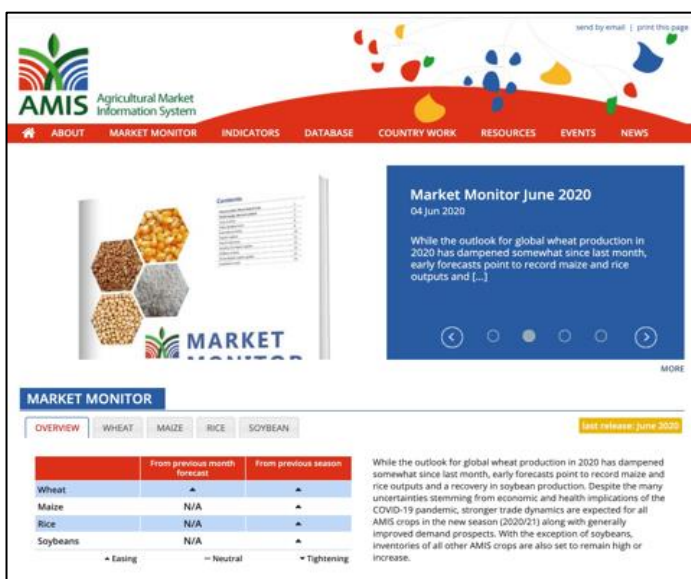 send by email | print this page
AMIS Agricultural Market
Information System
ABOUT MARKET MONITOR INDICATORS DATABASE COUNTRY WORK RESOURCES EVENTS NEWS
Contents
MARKET
MONITOR
Market Monitor June 2020
04 Jun 2020
While the outlook for global wheat production in
2020 has dampened somewhat since last month,
early forecasts point to record maize and rice
outputs and [...]
MORE
MARKET MONITOR
OVERVIEW WHEAT MAIZE RICE SOYBEAN
last release: June 2020
From previous month
forecast
From previous season
Wheat ▲ ▲
Maize N/A ▲
Rice N/A ▲
Soybeans N/A ▲
▲ Easing — Neutral ▼ Tightening
While the outlook for global wheat production in 2020 has dampened
somewhat since last month, early forecasts point to record maize and
rice outputs and a recovery in soybean production. Despite the many
uncertainties stemming from economic and health implications of the
COVID-19 pandemic, stronger trade dynamics are expected for all
AMIS crops in the new season (2020/21) along with generally
improved demand prospects. With the exception of soybeans,
inventories of all other AMIS crops are also set to remain high or
increase.